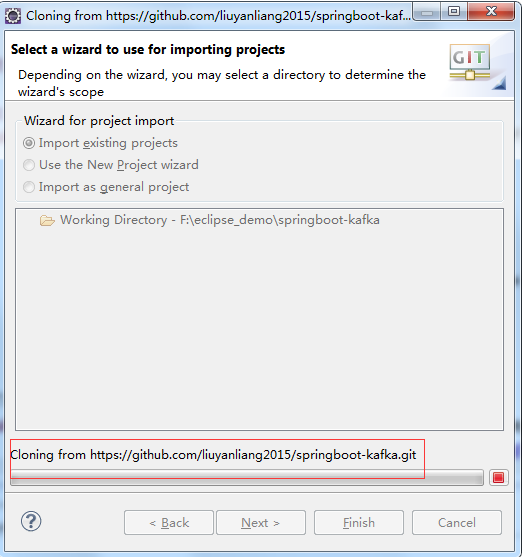 Cloning from https://github.com/liuyanliang2015/springboot-kaf...
Select a wizard to use for importing projects
Depending on the wizard, you may select a directory to determine the
wizard's scope
GIT
Wizard for project import
Import existing projects
Use the New Project wizard
Import as general project
Working Directory - F:\eclipse_demo\springboot-kafka
Cloning from https://github.com/liuyanliang2015/springboot-kafka.git
?
< Back
Next >
Finish
Cancel